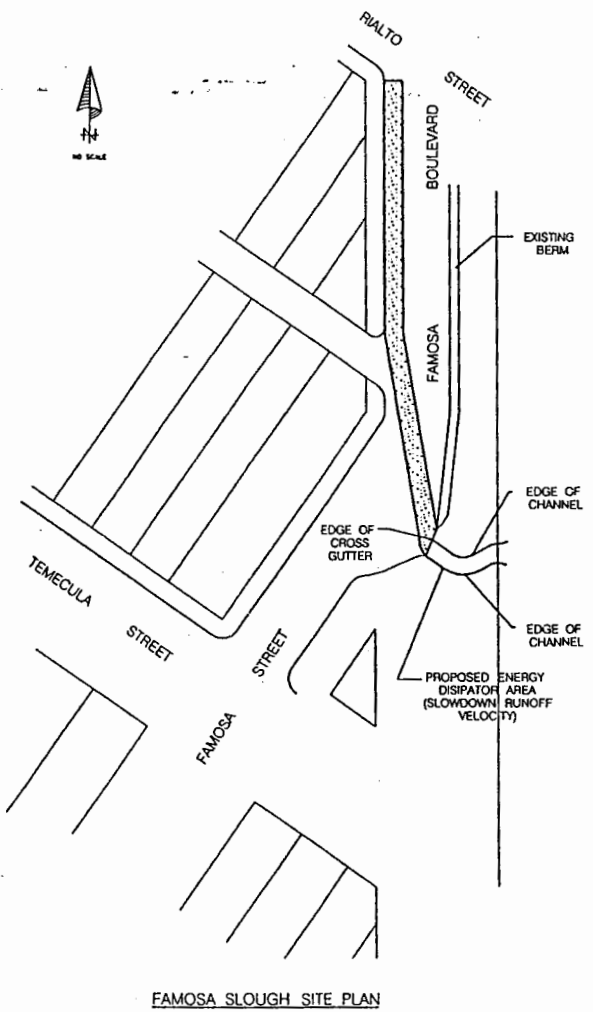 RIALTO
STREET
N
NO SCALE
BOULEVARD
EXISTING
BERM
FAMOSA
EDGE OF
CHANNEL
EDGE OF
CROSS
GUTTER
TEMECULA
STREET
STREET
EDGE OF
CHANNEL
PROPOSED ENERGY
DISIPATOR AREA
(SLOWDOWN RUNOFF
VELOCITY)
FAMOSA
FAMOSA SLOUGH SITE PLAN